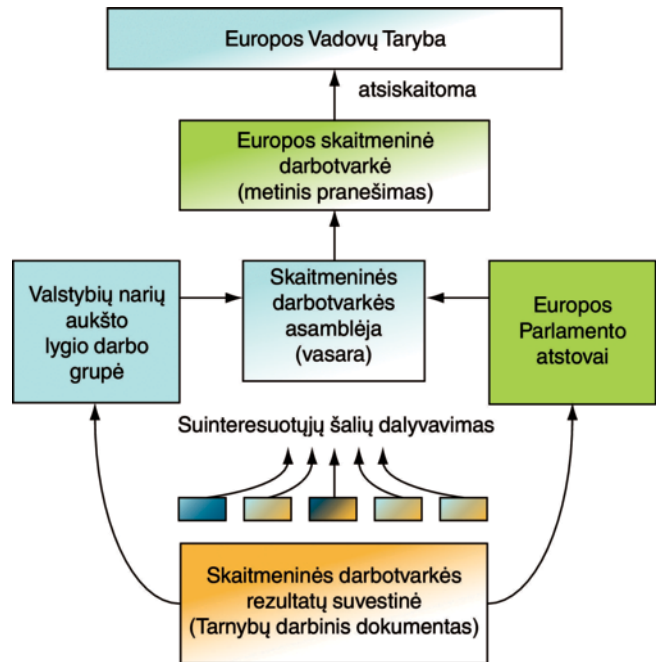 Europos Vadovų Taryba
atsiskaitoma
Europos skaitmeninė
darbotvarkė
(metinis pranešimas)
Valstybių narių
aukšto
lygio darbo
grupė
Skaitmeninės
darbotvarkės
asamblėja
(vasara)
Europos
Parlamento
atstovai
Suinteresuotųjų šalių dalyvavimas
Skaitmeninės darbotvarkės
rezultatų suvestinė
(Tarnybų darbinis dokumentas)